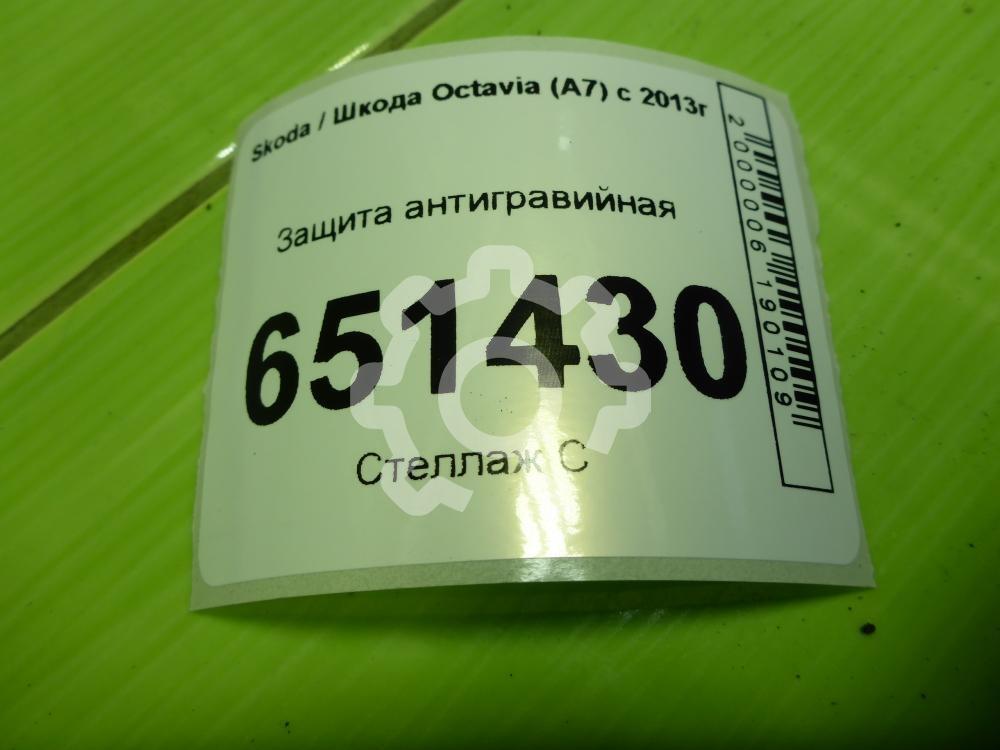 Skoda / Шкода Octavia (A7) с 2013г
Защита антигравийная
651430
Стеллаж С
2000006190109